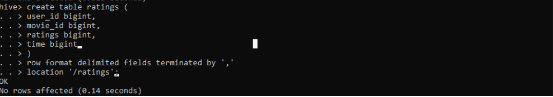 hive> create table ratings (
. . > user_id bigint,
. . > movie_id bigint,
. . > ratings bigint,
. . > time bigint
. . > )
. . > row format delimited fields terminated by ','
. . > location '/ratings';
OK
No rows affected (0.14 seconds)